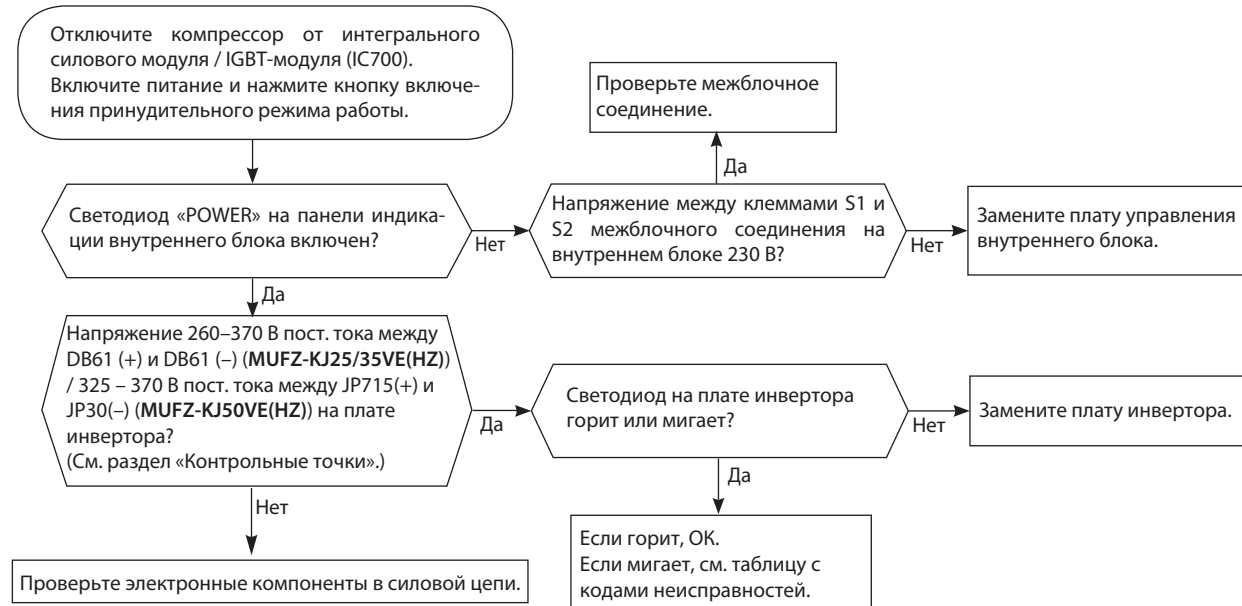 Отключите компрессор от интегрального
силового модуля / IGBT-модуля (IC700).
Включите питание и нажмите кнопку включе-
ния принудительного режима работы.
Проверьте межблочное
соединение.
Да
Светодиод «POWER» на панели индика-
ции внутреннего блока включен?
Нет
Напряжение между клеммами S1 и
S2 межблочного соединения на
внутреннем блоке 230 В?
Нет
Замените плату управления
внутреннего блока.
Да
Напряжение 260–370 В пост. тока между
DB61 (+) и DB61 (–) (MUFZ-KJ25/35VE(HZ))
/ 325 – 370 В пост. тока между JP715(+) и
JP30(–) (MUFZ-KJ50VE(HZ)) на плате
инвертора?
(См. раздел «Контрольные точки».)
Да
Светодиод на плате инвертора
горит или мигает?
Нет
Замените плату инвертора.
Нет
Да
Проверьте электронные компоненты в силовой цепи.
Если горит, ОК.
Если мигает, см. таблицу с
кодами неисправностей.